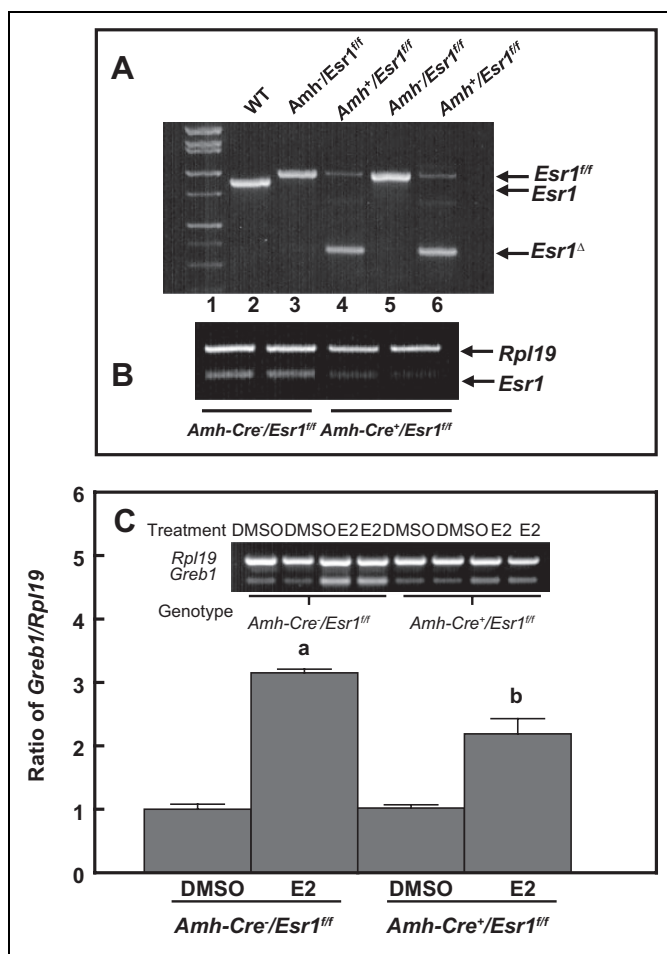 A
WT
Amh⁻/Esr1f/f
Amh⁺/Esr1f/f
Amh⁻/Esr1f/f
Amh⁺/Esr1f/f
Esr1f/f
Esr1
Esr1Δ
1 2 3 4 5 6
B
Rpl19
Esr1
Amh-Cre⁻/Esr1f/f Amh-Cre⁺/Esr1f/f
C
Treatment DMSO DMSO E2 E2 DMSO DMSO E2 E2
Rpl19
Greb1
Genotype Amh-Cre⁻/Esr1f/f Amh-Cre⁺/Esr1f/f
Ratio of Greb1/Rpl19
6
5
4
3
2
1
0
a
b
DMSO E2 DMSO E2
Amh-Cre⁻/Esr1f/f Amh-Cre⁺/Esr1f/f